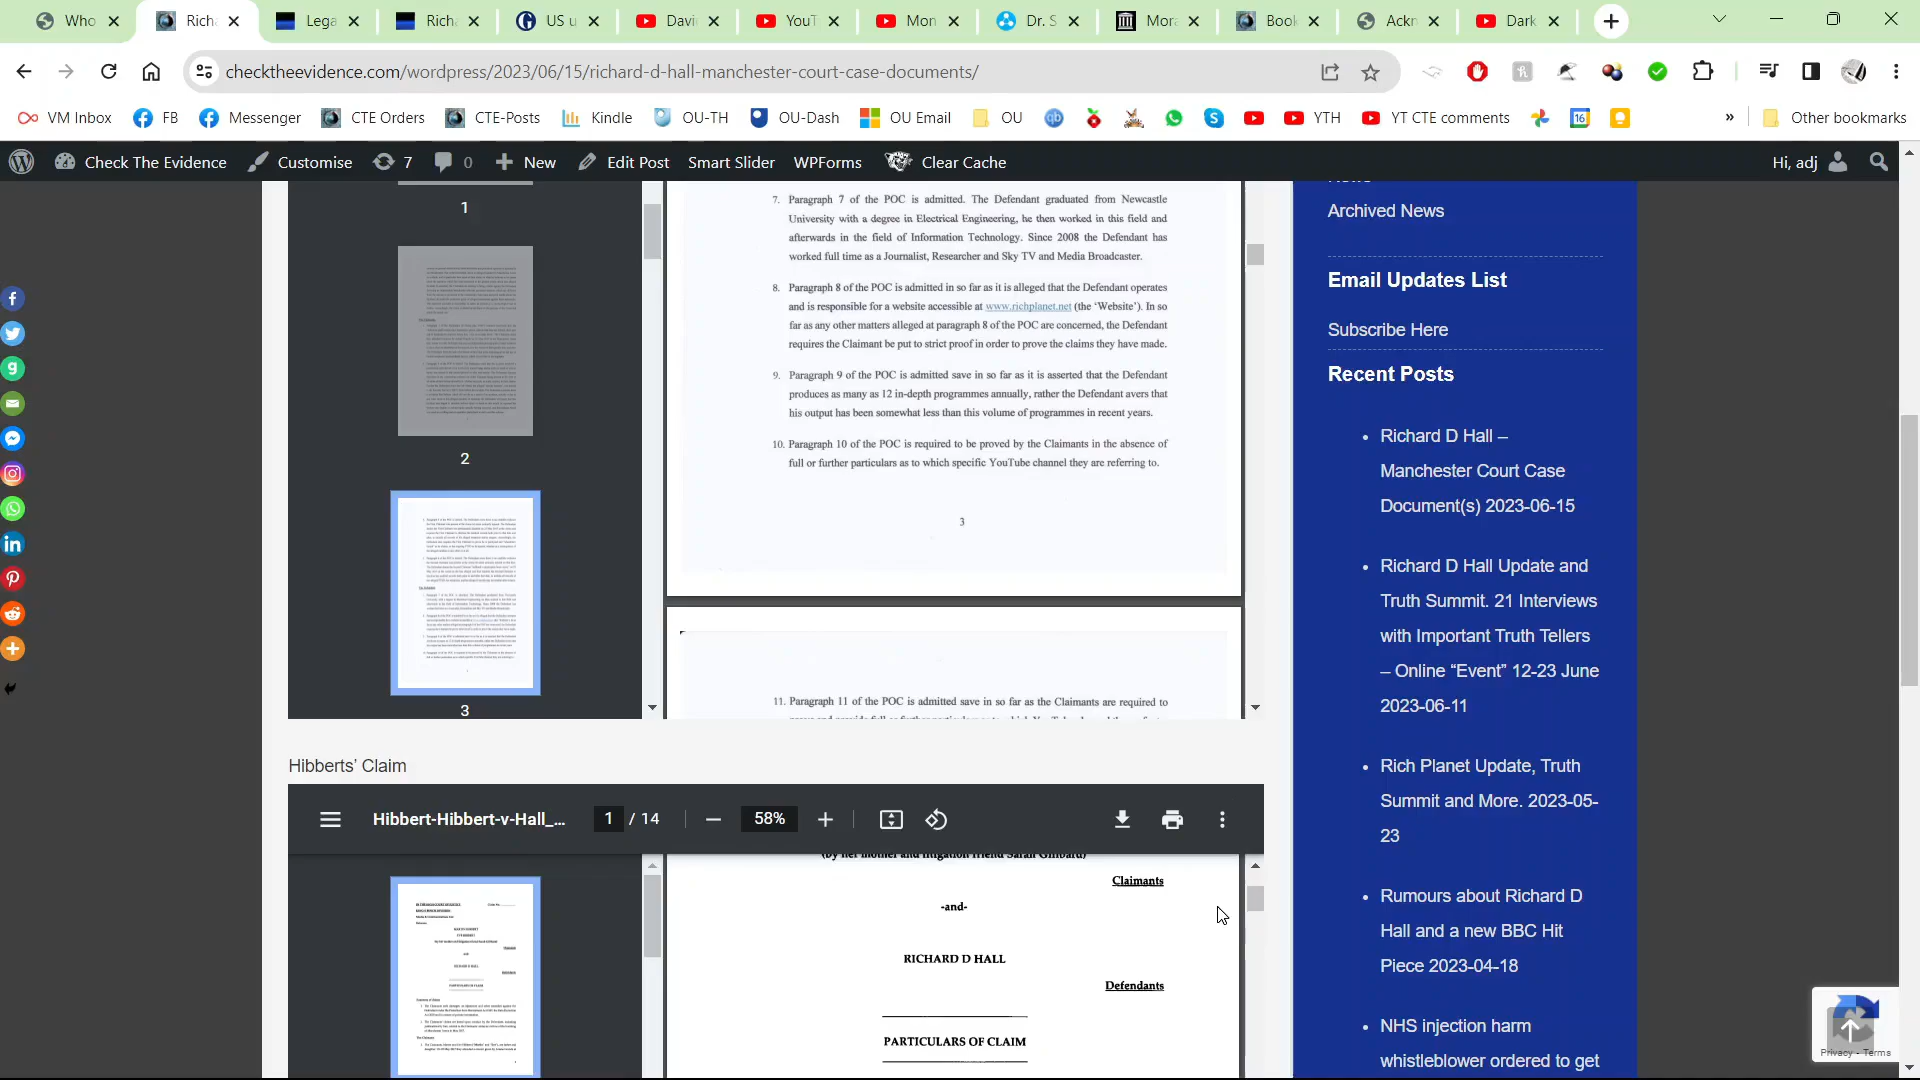 Who
Rich
Lega
Rich
US u
Davi
YouT
Mon
Dr. S
Mora
Book
Ackn
Dark
checktheevidence.com/wordpress/2023/06/15/richard-d-hall-manchester-court-case-documents/
VM Inbox
FB
Messenger
CTE Orders
CTE-Posts
Kindle
OU-TH
OU-Dash
OU Email
OU
YTH
YT CTE comments
16
»
Other bookmarks
Check The Evidence
Customise
7
0
New
Edit Post
Smart Slider
WPForms
Clear Cache
Hi, adj
1
2
3
7. Paragraph 7 of the POC is admitted. The Defendant graduated from Newcastle
University with a degree in Electrical Engineering, he then worked in this field and
afterwards in the field of Information Technology. Since 2008 the Defendant has
worked full time as a Journalist, Researcher and Sky TV and Media Broadcaster.
8. Paragraph 8 of the POC is admitted in so far as it is alleged that the Defendant operates
and is responsible for a website accessible at www.richplanet.net (the ‘Website’). In so
far as any other matters alleged at paragraph 8 of the POC are concerned, the Defendant
requires the Claimant be put to strict proof in order to prove the claims they have made.
9. Paragraph 9 of the POC is admitted save in so far as it is asserted that the Defendant
produces as many as 12 in-depth programmes annually, rather the Defendant avers that
his output has been somewhat less than this volume of programmes in recent years.
10. Paragraph 10 of the POC is required to be proved by the Claimants in the absence of
full or further particulars as to which specific YouTube channel they are referring to.
3
11. Paragraph 11 of the POC is admitted save in so far as the Claimants are required to
Hibberts’ Claim
Hibbert-Hibbert-v-Hall_...
1 / 14
58%
(by her mother and litigation friend Sarah Gillbard)
Claimants
-and-
RICHARD D HALL
Defendants
PARTICULARS OF CLAIM
News
Archived News
Email Updates List
Subscribe Here
Recent Posts
Richard D Hall –
Manchester Court Case
Document(s) 2023-06-15
Richard D Hall Update and
Truth Summit. 21 Interviews
with Important Truth Tellers
– Online “Event” 12-23 June
2023-06-11
Rich Planet Update, Truth
Summit and More. 2023-05-
23
Rumours about Richard D
Hall and a new BBC Hit
Piece 2023-04-18
NHS injection harm
whistleblower ordered to get
Privacy - Terms